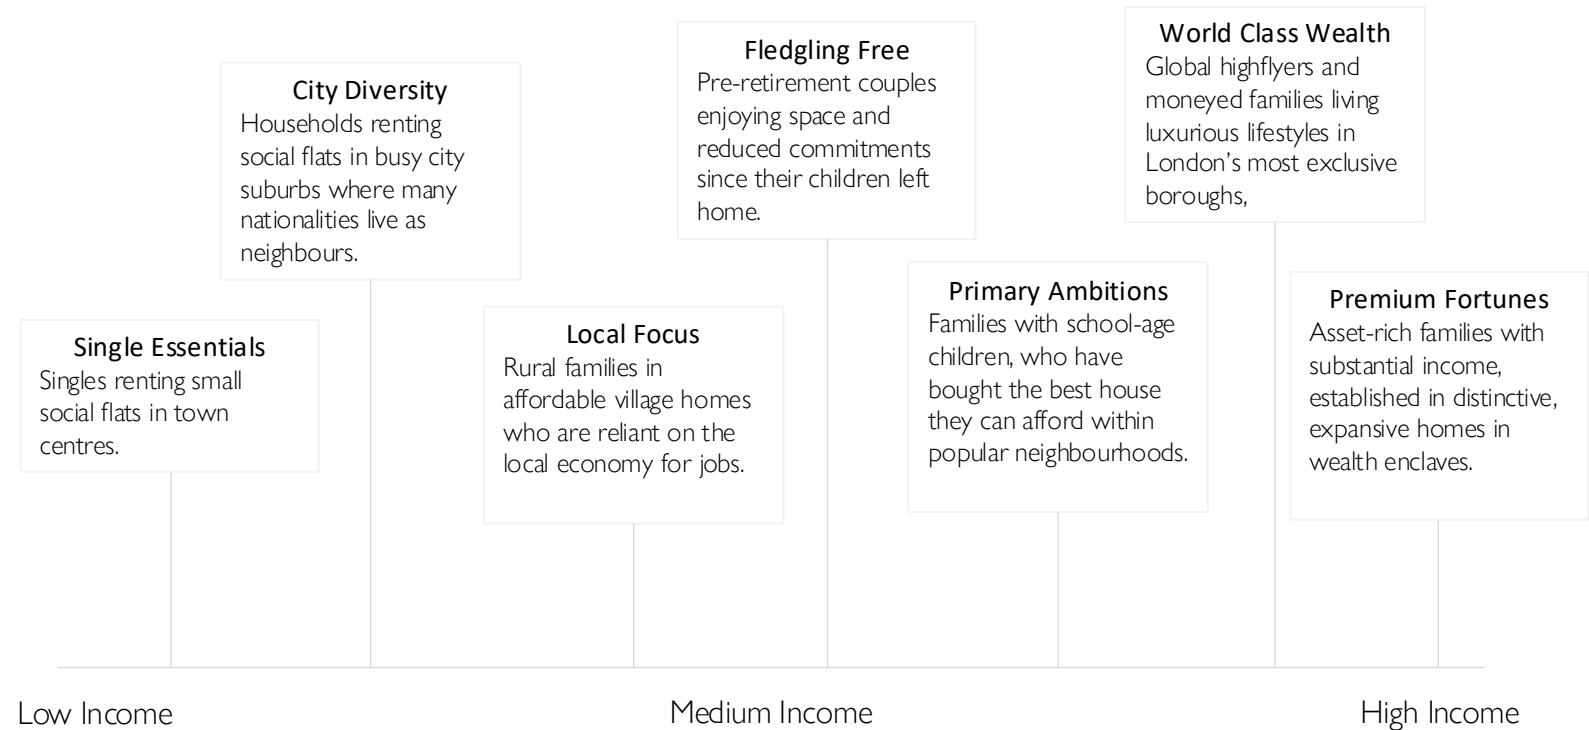 Single Essentials
Singles renting small
social flats in town
centres.
City Diversity
Households renting
social flats in busy city
suburbs where many
nationalities live as
neighbours.
Local Focus
Rural families in
affordable village homes
who are reliant on the
local economy for jobs.
Fledgling Free
Pre-retirement couples
enjoying space and
reduced commitments
since their children left
home.
Primary Ambitions
Families with school-age
children, who have
bought the best house
they can afford within
popular neighbourhoods.
World Class Wealth
Global highflyers and
moneyed families living
luxurious lifestyles in
London's most exclusive
boroughs,
Premium Fortunes
Asset-rich families with
substantial income,
established in distinctive,
expansive homes in
wealth enclaves.
Low Income
Medium Income
High Income